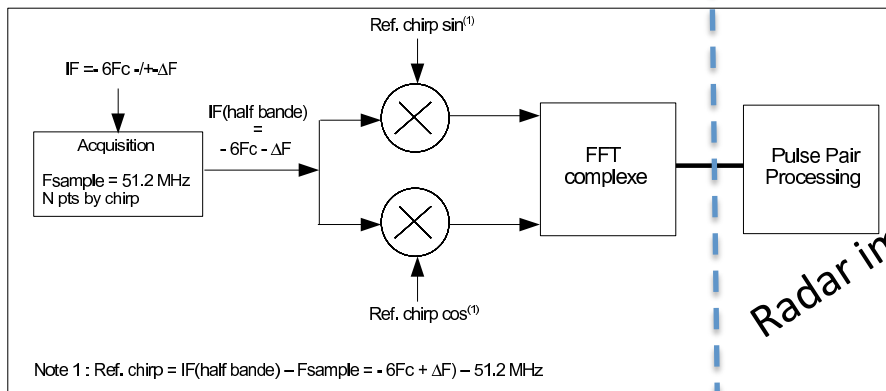 Ref. chirp sin(1)
IF =- 6Fc -/+-ΔF
IF(half bande)
=
- 6Fc - ΔF
Acquisition
Fsample = 51.2 MHz
N pts by chirp
FFT
complexe
Pulse Pair
Processing
Ref. chirp cos(1)
Radar im
Note 1 : Ref. chirp = IF(half bande) – Fsample = - 6Fc + ΔF) – 51.2 MHz